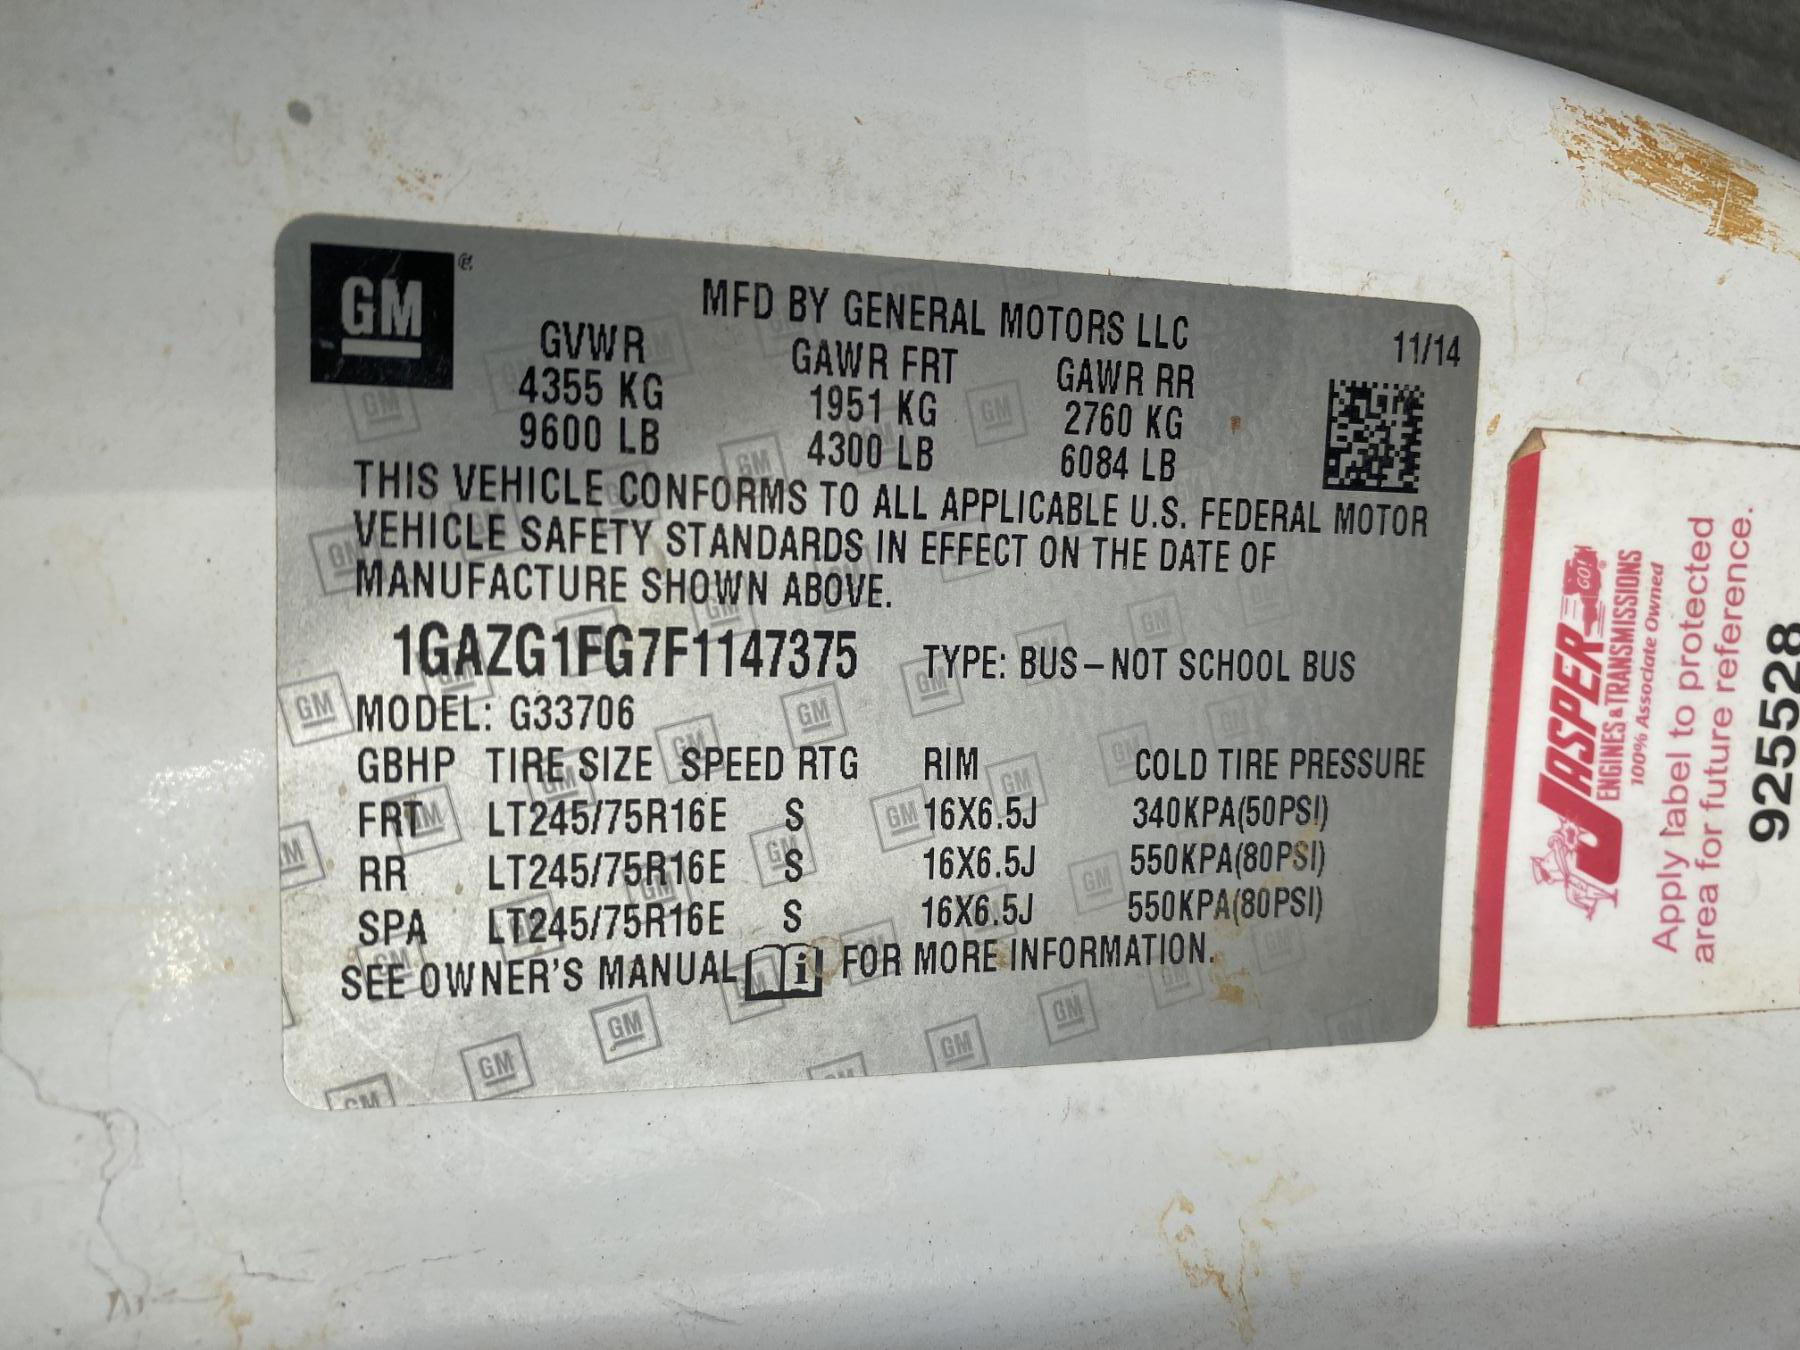 GM
MFD BY GENERAL MOTORS LLC
11/14
GVWR GAWR FRT GAWR RR
4355 KG 1951 KG 2760 KG
9600 LB 4300 LB 6084 LB
THIS VEHICLE CONFORMS TO ALL APPLICABLE U.S. FEDERAL MOTOR
VEHICLE SAFETY STANDARDS IN EFFECT ON THE DATE OF
MANUFACTURE SHOWN ABOVE.
1GAZG1FG7F1147375 TYPE: BUS – NOT SCHOOL BUS
MODEL: G33706
GBHP TIRE SIZE SPEED RTG RIM COLD TIRE PRESSURE
FRT LT245/75R16E S 16X6.5J 340KPA(50PSI)
RR LT245/75R16E S 16X6.5J 550KPA(80PSI)
SPA LT245/75R16E S 16X6.5J 550KPA(80PSI)
SEE OWNER'S MANUAL i FOR MORE INFORMATION.
GO!
JASPER
ENGINES & TRANSMISSIONS
100% Associate Owned
Apply label to protected
area for future reference.
925528